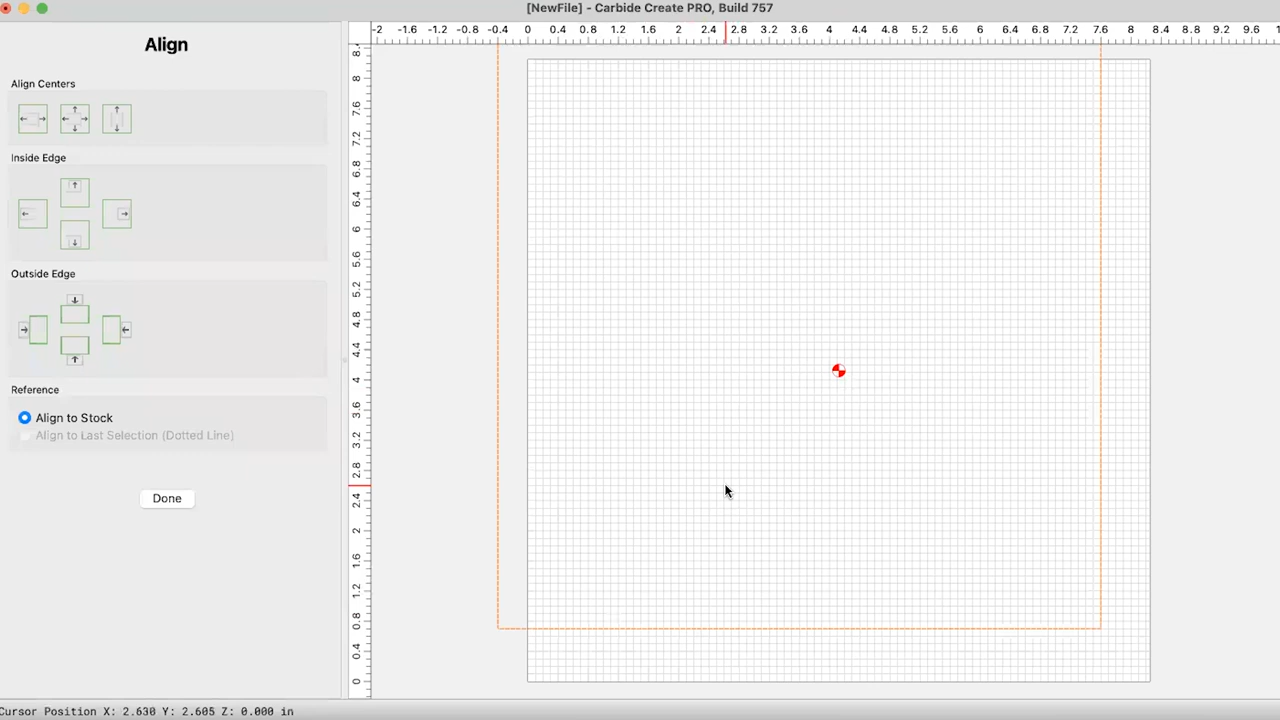 [NewFile] - Carbide Create PRO, Build 757
Align
Align Centers
Inside Edge
Outside Edge
Reference
Align to Stock
Align to Last Selection (Dotted Line)
Done
-2 -1.6 -1.2 -0.8 -0.4 0 0.4 0.8 1.2 1.6 2 2.4 2.8 3.2 3.6 4 4.4 4.8 5.2 5.6 6 6.4 6.8 7.2 7.6 8 8.4 8.8 9.2 9.6
8
7.6
7.2
6.8
6.4
6
5.6
5.2
4.8
4.4
4
3.6
3.2
2.8
2.4
2
1.6
1.2
0.8
0.4
0
Cursor Position X: 2.630 Y: 2.605 Z: 0.000 in